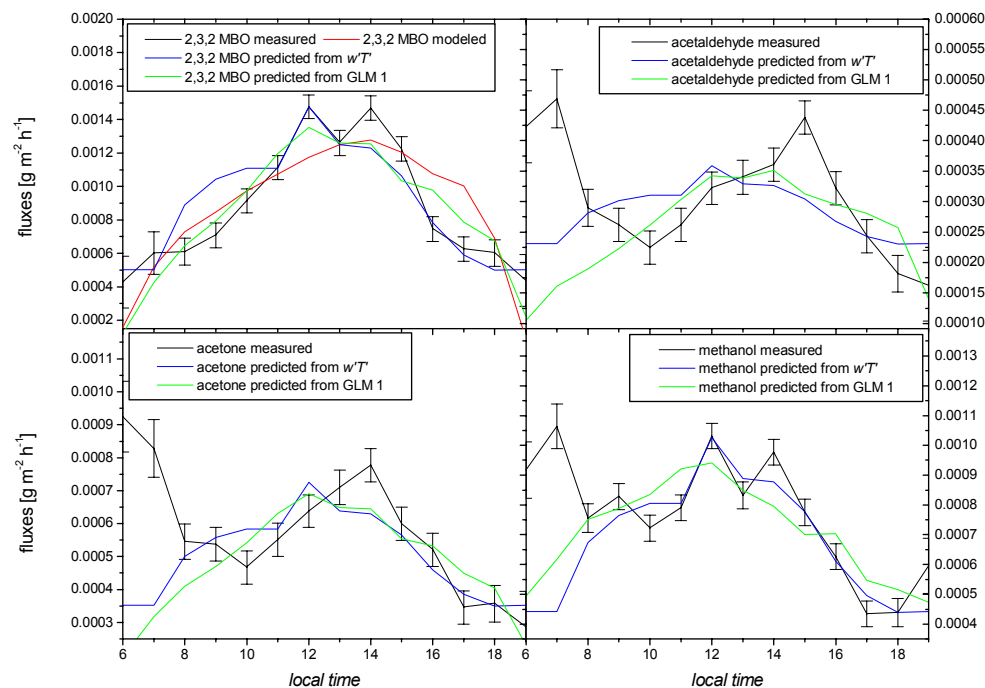 2,3,2 MBO measured 2,3,2 MBO modeled
2,3,2 MBO predicted from w'T'
2,3,2 MBO predicted from GLM 1
acetaldehyde measured
acetaldehyde predicted from w'T'
acetaldehyde predicted from GLM 1
0.0020
0.0018
0.0016
0.0014
0.0012
0.0010
0.0008
0.0006
0.0004
0.0002
fluxes [g m-2 h-1]
0.00060
0.00055
0.00050
0.00045
0.00040
0.00035
0.00030
0.00025
0.00020
0.00015
0.00010
acetone measured
acetone predicted from w'T'
acetone predicted from GLM 1
methanol measured
methanol predicted from w'T'
methanol predicted from GLM 1
0.0011
0.0010
0.0009
0.0008
0.0007
0.0006
0.0005
0.0004
0.0003
fluxes [g m-2 h-1]
0.0013
0.0012
0.0011
0.0010
0.0009
0.0008
0.0007
0.0006
0.0005
0.0004
6 8 10 12 14 16 18 6 8 10 12 14 16 18
local time local time